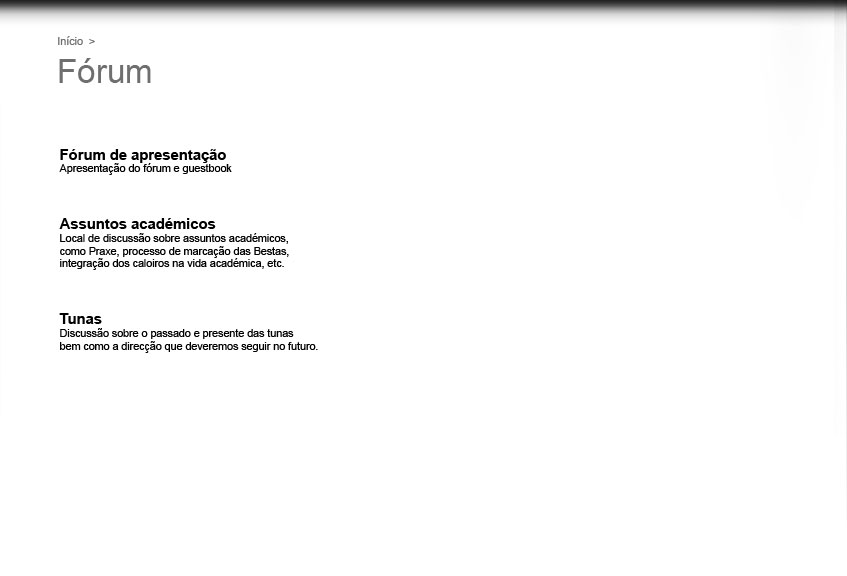 Início >
Fórum
Fórum de apresentação
Apresentação do fórum e guestbook
Assuntos académicos
Local de discussão sobre assuntos académicos,
como Praxe, processo de marcação das Bestas,
integração dos caloiros na vida académica, etc.
Tunas
Discussão sobre o passado e presente das tunas
bem como a direcção que deveremos seguir no futuro.